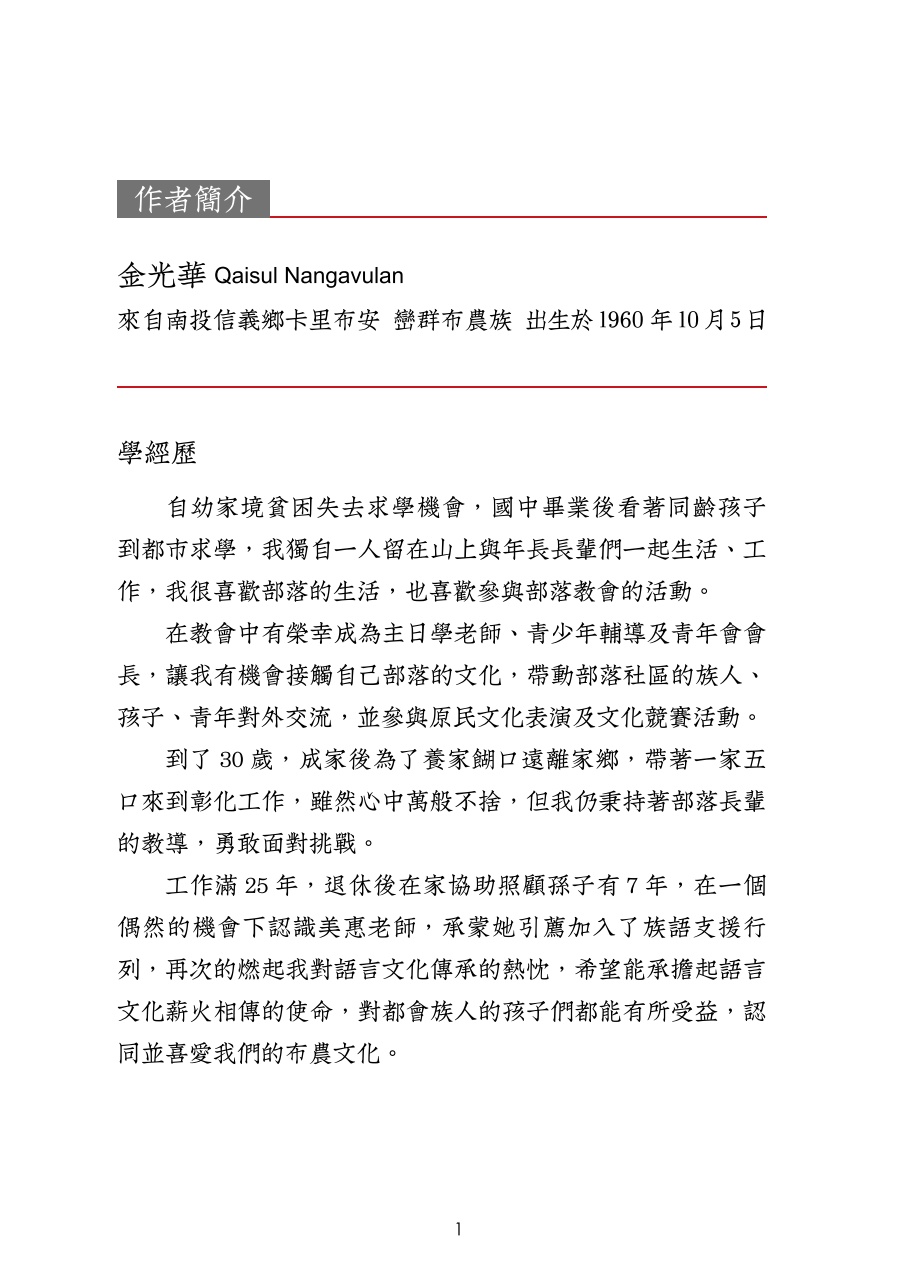 作者簡介
金光華 Qaisul Nangavulan
來自南投信義鄉卡里布安 巒群布農族 出生於 1960 年 10 月 5 日
學經歷
自幼家境貧困失去求學機會，國中畢業後看著同齡孩子
到都市求學，我獨自一人留在山上與年長長輩們一起生活、工
作，我很喜歡部落的生活，也喜歡參與部落教會的活動。
在教會中有榮幸成為主日學老師、青少年輔導及青年會會
長，讓我有機會接觸自己部落的文化，帶動部落社區的族人、
孩子、青年對外交流，並參與原民文化表演及文化競賽活動。
到了 30 歲，成家後為了養家餬口遠離家鄉，帶著一家五
口來到彰化工作，雖然心中萬般不捨，但我仍秉持著部落長輩
的教導，勇敢面對挑戰。
工作滿 25 年，退休後在家協助照顧孫子有 7 年，在一個
偶然的機會下認識美惠老師，承蒙她引薦加入了族語支援行
列，再次的燃起我對語言文化傳承的熱忱，希望能承擔起語言
文化薪火相傳的使命，對都會族人的孩子們都能有所受益，認
同並喜愛我們的布農文化。
1